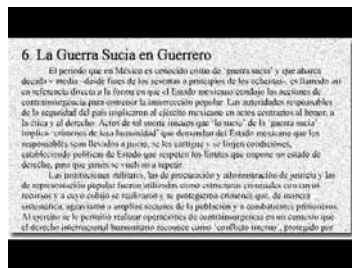 6. La Guerra Sucia en Guerrero
El periodo que en México es conocido como de 'guerra sucia' y que abarca
década y media -desde fines de los sesentas a principios de los ochentas-, es llamado así
en referencia directa a la forma en que el Estado mexicano condujo las acciones de
contrainsurgencia para contener la insurrección popular. Las autoridades responsables
de la seguridad del país implicaron al ejército mexicano en actos contrarios al honor, a
la ética y al derecho. Actos de tal suerte inicuos que 'lo sucio' de la 'guerra sucia'
implica 'crímenes de lesa humanidad' que demandan del Estado mexicano que los
responsables sean llevados a juicio, se les castigue y se forjen condiciones,
estableciendo políticas de Estado que respeten los límites que impone un estado de
derecho, para que jamás se vuelvan a repetir.
Las instituciones militares, las de procuración y administración de justicia y las
de representación popular fueron utilizadas como estructuras criminales con cuyos
recursos y a cuyo cobijo se realizaron y se protegieron crímenes que, de manera
sistemática, agraviaron a amplios sectores de la población y a combatientes prisioneros.
Al ejército se le permitió realizar operaciones de contrainsurgencia en un contexto que
el derecho internacional humanitario reconoce como 'conflicto interno', protegido por